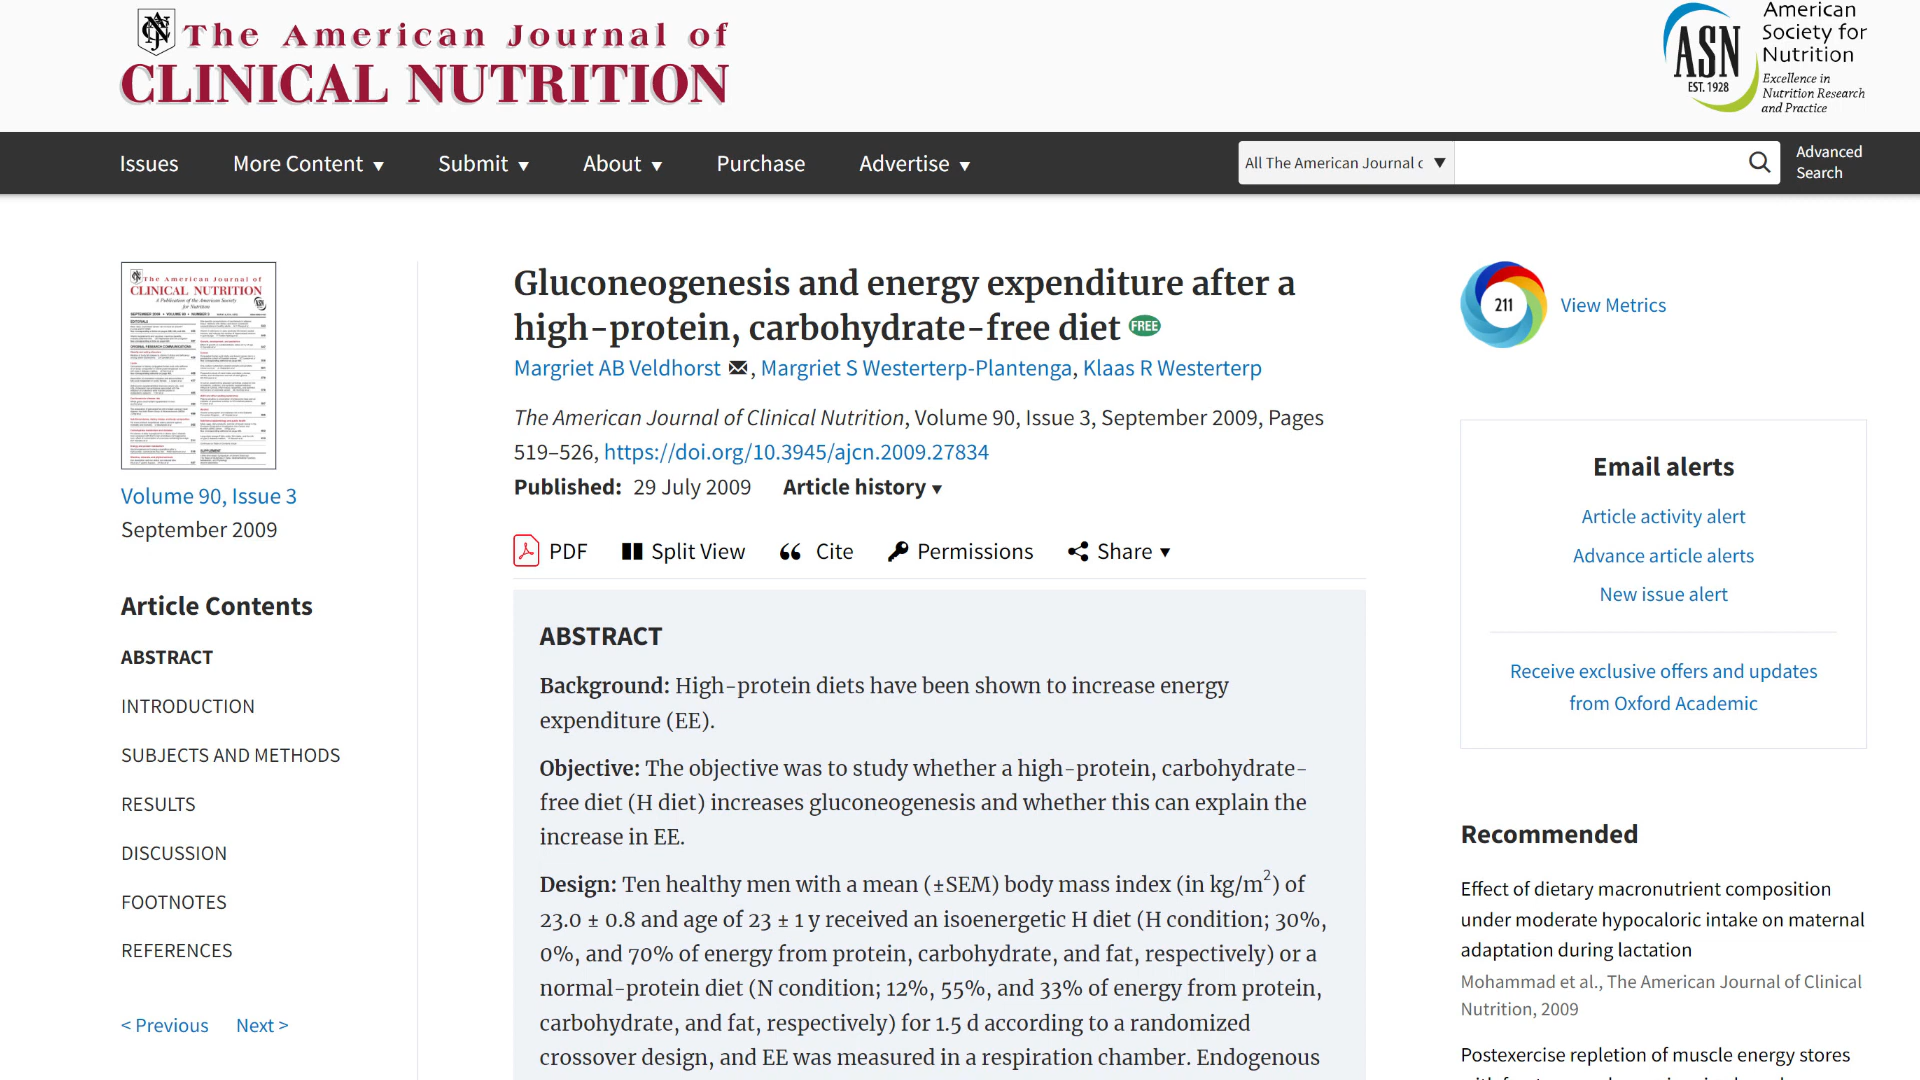 The American Journal of
CLINICAL NUTRITION
ASN
EST. 1928
American
Society for
Nutrition
Excellence in
Nutrition Research
and Practice
Issues
More Content
Submit
About
Purchase
Advertise
All The American Journal c
Advanced
Search
The American Journal of
CLINICAL NUTRITION
A Publication of the American Society
for Nutrition
Volume 90, Issue 3
September 2009
Article Contents
ABSTRACT
INTRODUCTION
SUBJECTS AND METHODS
RESULTS
DISCUSSION
FOOTNOTES
REFERENCES
< Previous Next >
Gluconeogenesis and energy expenditure after a
high-protein, carbohydrate-free diet FREE
Margriet AB Veldhorst , Margriet S Westerterp-Plantenga, Klaas R Westerterp
The American Journal of Clinical Nutrition, Volume 90, Issue 3, September 2009, Pages
519–526, https://doi.org/10.3945/ajcn.2009.27834
Published: 29 July 2009 Article history
PDF Split View Cite Permissions Share
ABSTRACT
Background: High-protein diets have been shown to increase energy
expenditure (EE).
Objective: The objective was to study whether a high-protein, carbohydrate-
free diet (H diet) increases gluconeogenesis and whether this can explain the
increase in EE.
Design: Ten healthy men with a mean (±SEM) body mass index (in kg/m2) of
23.0 ± 0.8 and age of 23 ± 1 y received an isoenergetic H diet (H condition; 30%,
0%, and 70% of energy from protein, carbohydrate, and fat, respectively) or a
normal-protein diet (N condition; 12%, 55%, and 33% of energy from protein,
carbohydrate, and fat, respectively) for 1.5 d according to a randomized
crossover design, and EE was measured in a respiration chamber. Endogenous
211
View Metrics
Email alerts
Article activity alert
Advance article alerts
New issue alert
Receive exclusive offers and updates
from Oxford Academic
Recommended
Effect of dietary macronutrient composition
under moderate hypocaloric intake on maternal
adaptation during lactation
Mohammad et al., The American Journal of Clinical
Nutrition, 2009
Postexercise repletion of muscle energy stores